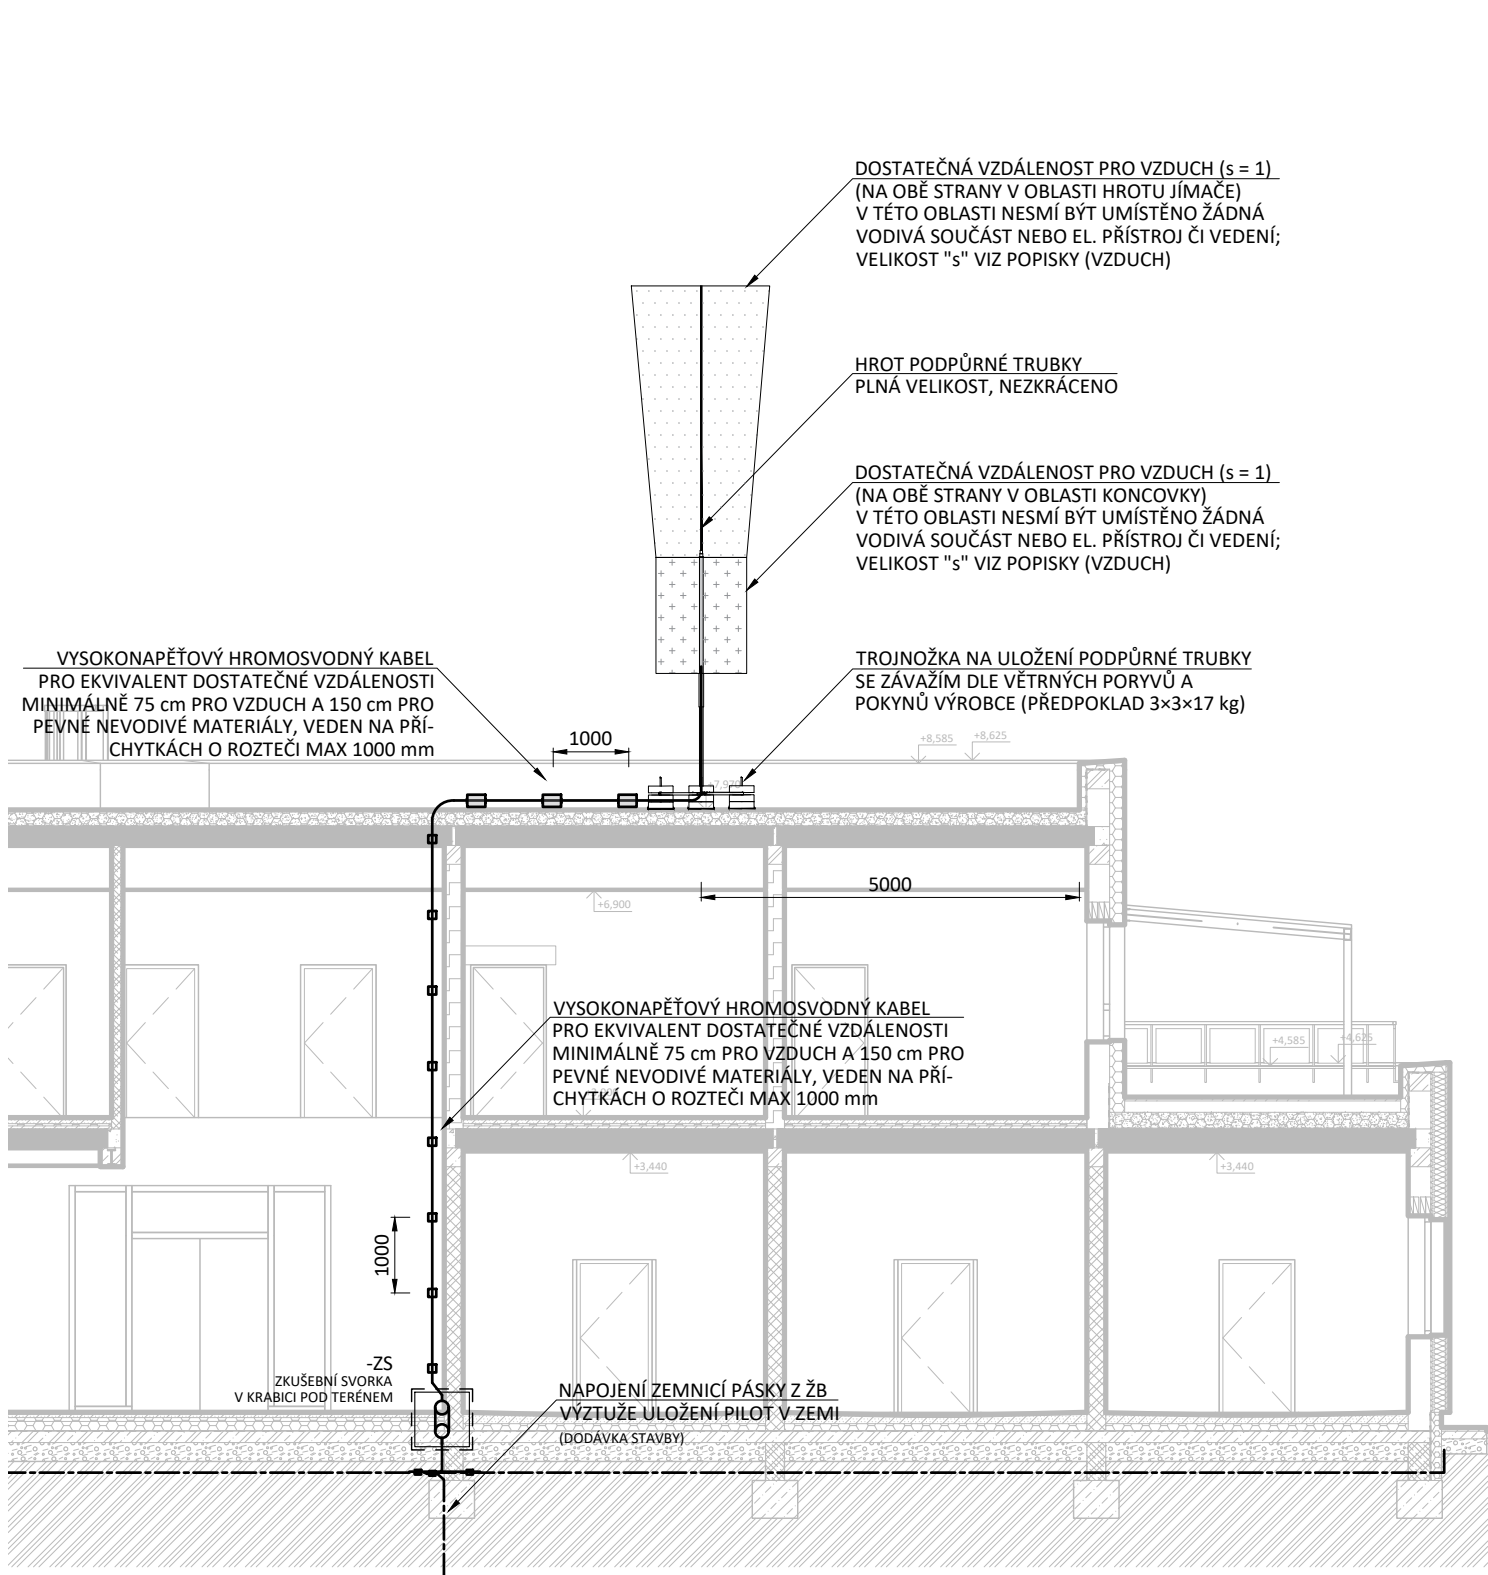 DOSTATEČNÁ VZDÁLENOST PRO VZDUCH (s = 1)
(NA OBĚ STRANY V OBLASTI HROTU JÍMAČE)
V TÉTO OBLASTI NESMÍ BÝT UMÍSTĚNO ŽÁDNÁ
VODIVÁ SOUČÁST NEBO EL. PŘÍSTROJ ČI VEDENÍ;
VELIKOST "s" VIZ POPISKY (VZDUCH)
HROT PODPŮRNÉ TRUBKY
PLNÁ VELIKOST, NEZKRÁCENO
DOSTATEČNÁ VZDÁLENOST PRO VZDUCH (s = 1)
(NA OBĚ STRANY V OBLASTI KONCOVKY)
V TÉTO OBLASTI NESMÍ BÝT UMÍSTĚNO ŽÁDNÁ
VODIVÁ SOUČÁST NEBO EL. PŘÍSTROJ ČI VEDENÍ;
VELIKOST "s" VIZ POPISKY (VZDUCH)
VYSOKONAPĚŤOVÝ HROMOSVODNÝ KABEL
PRO EKVIVALENT DOSTATEČNÉ VZDÁLENOSTI
MINIMÁLNĚ 75 cm PRO VZDUCH A 150 cm PRO
PEVNÉ NEVODIVÉ MATERIÁLY, VEDEN NA PŘÍ-
CHYTKÁCH O ROZTEČI MAX 1000 mm
TROJNOŽKA NA ULOŽENÍ PODPŮRNÉ TRUBKY
SE ZÁVAŽÍM DLE VĚTRNÝCH PORYVŮ A
POKYNŮ VÝROBCE (PŘEDPOKLAD 3×3×17 kg)
1000
+8,585
+8,625
+7,970
5000
+6,900
VYSOKONAPĚŤOVÝ HROMOSVODNÝ KABEL
PRO EKVIVALENT DOSTATEČNÉ VZDÁLENOSTI
MINIMÁLNĚ 75 cm PRO VZDUCH A 150 cm PRO
PEVNÉ NEVODIVÉ MATERIÁLY, VEDEN NA PŘÍ-
CHYTKÁCH O ROZTEČI MAX 1000 mm
+4,585
+4,625
+3,440
+3,440
1000
-ZS
ZKUŠEBNÍ SVORKA
V KRABICI POD TERÉNEM
NAPOJENÍ ZEMNICÍ PÁSKY Z ŽB
VÝZTUŽE ULOŽENÍ PILOT V ZEMI
(DODÁVKA STAVBY)